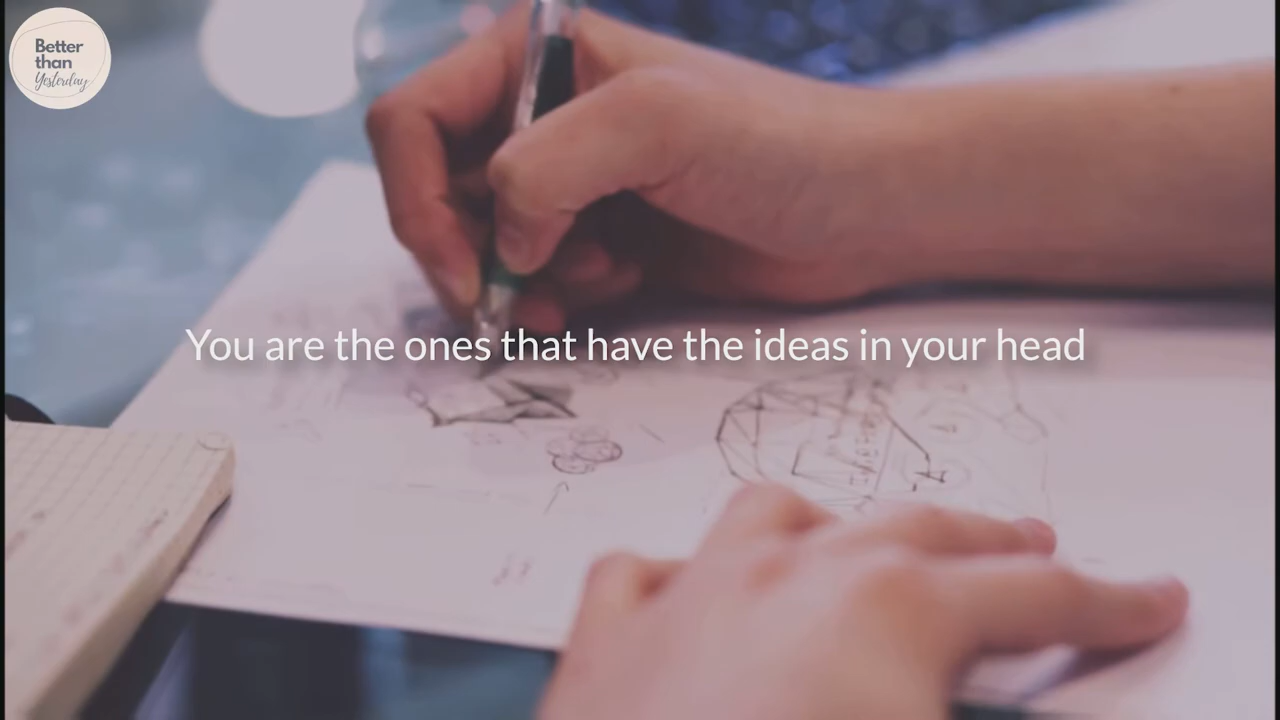 Better
than
Yesterday
You are the ones that have the ideas in your head